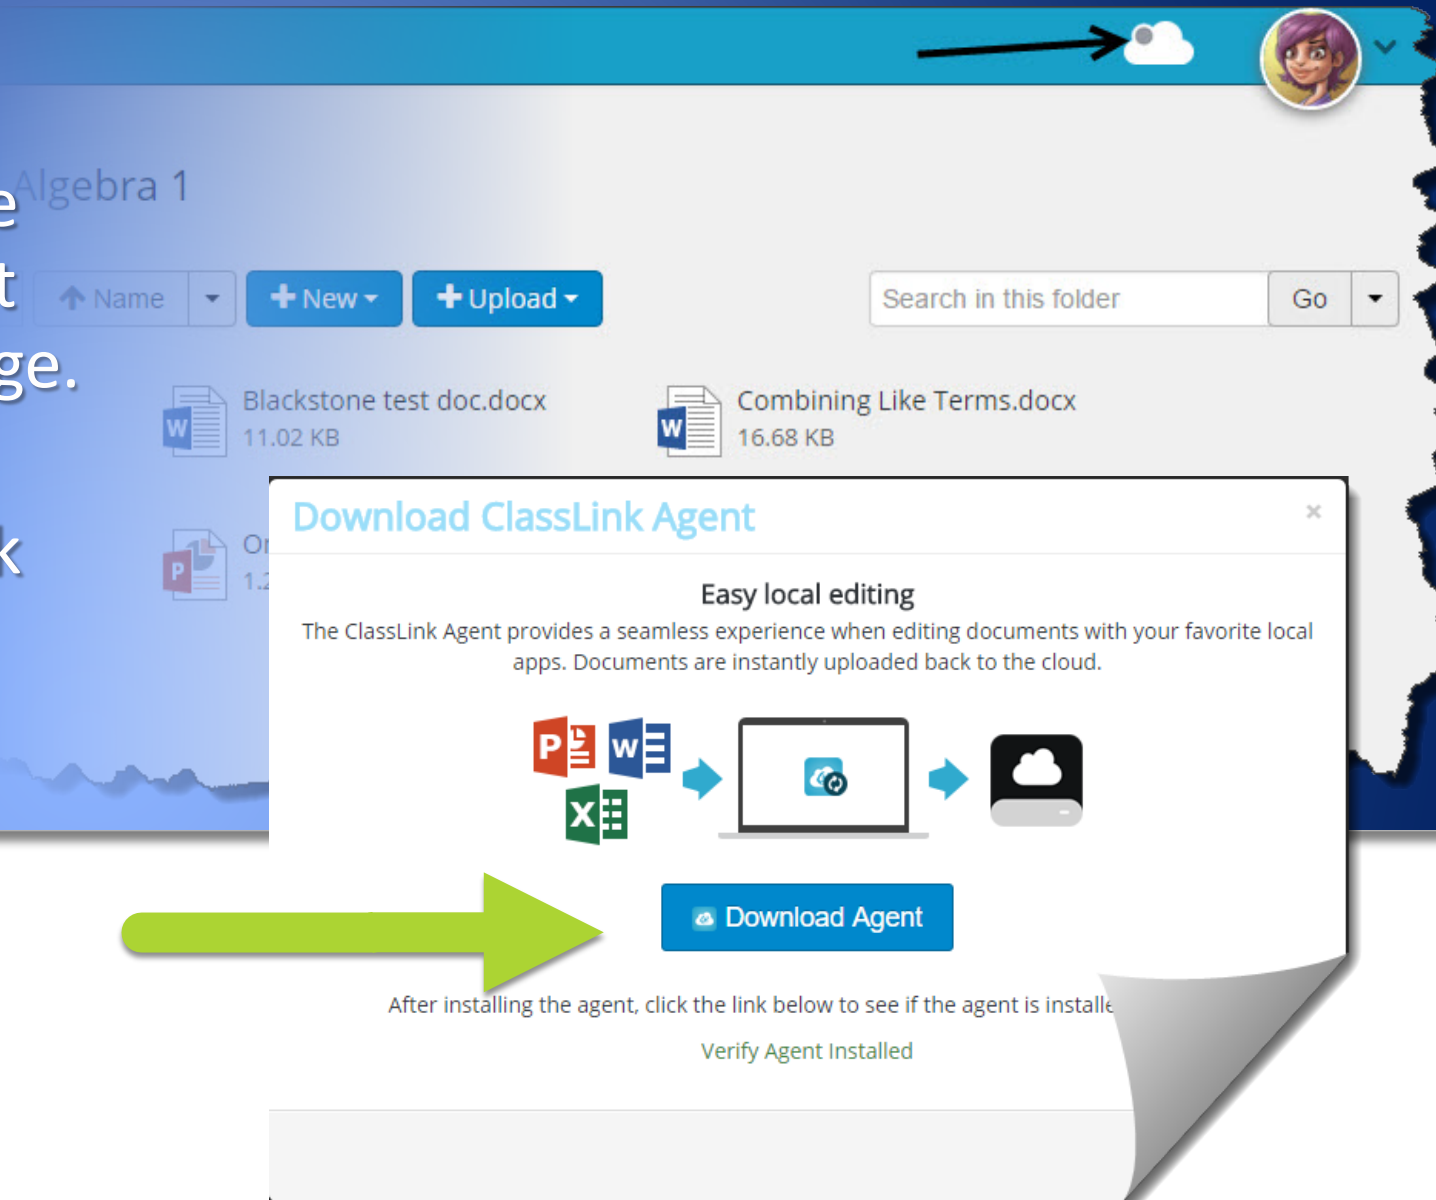 Algebra 1
e
t
ge.
k
Name
New
Upload
Search in this folder
Go
Blackstone test doc.docx
11.02 KB
Combining Like Terms.docx
16.68 KB
W
W
P
Download ClassLink Agent
×
Easy local editing
The ClassLink Agent provides a seamless experience when editing documents with your favorite local
apps. Documents are instantly uploaded back to the cloud.
P W
X
Download Agent
After installing the agent, click the link below to see if the agent is installe
Verify Agent Installed